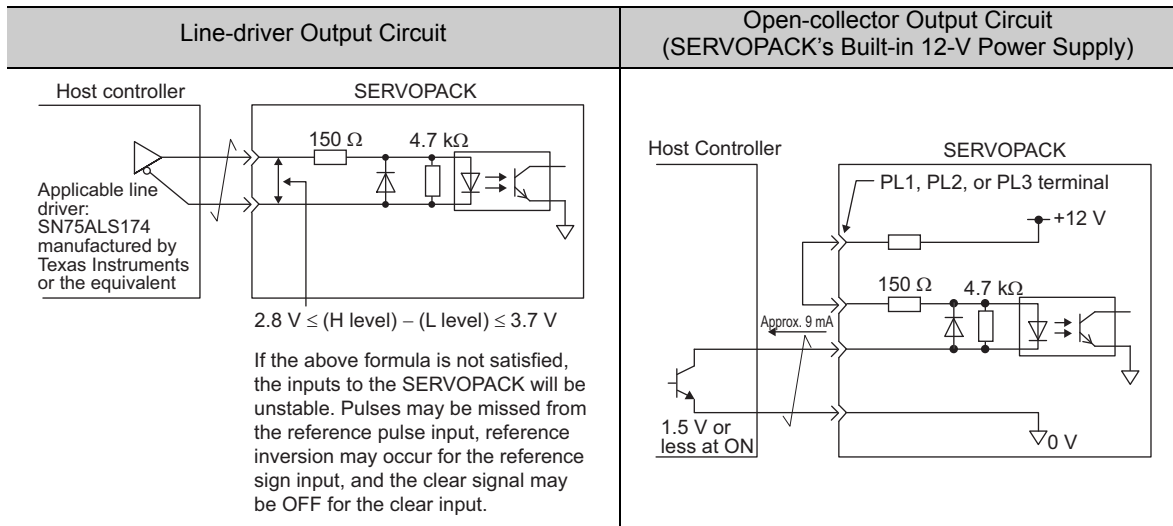 Line-driver Output Circuit
Open-collector Output Circuit
(SERVOPACK's Built-in 12-V Power Supply)
Host controller
SERVOPACK
150 Ω
4.7 kΩ
Applicable line
driver:
SN75ALS174
manufactured by
Texas Instruments
or the equivalent
2.8 V ≤ (H level) – (L level) ≤ 3.7 V
If the above formula is not satisfied,
the inputs to the SERVOPACK will be
unstable. Pulses may be missed from
the reference pulse input, reference
inversion may occur for the reference
sign input, and the clear signal may
be OFF for the clear input.
Host Controller
SERVOPACK
PL1, PL2, or PL3 terminal
+12 V
150 Ω
4.7 kΩ
Approx. 9 mA
1.5 V or
less at ON
0 V